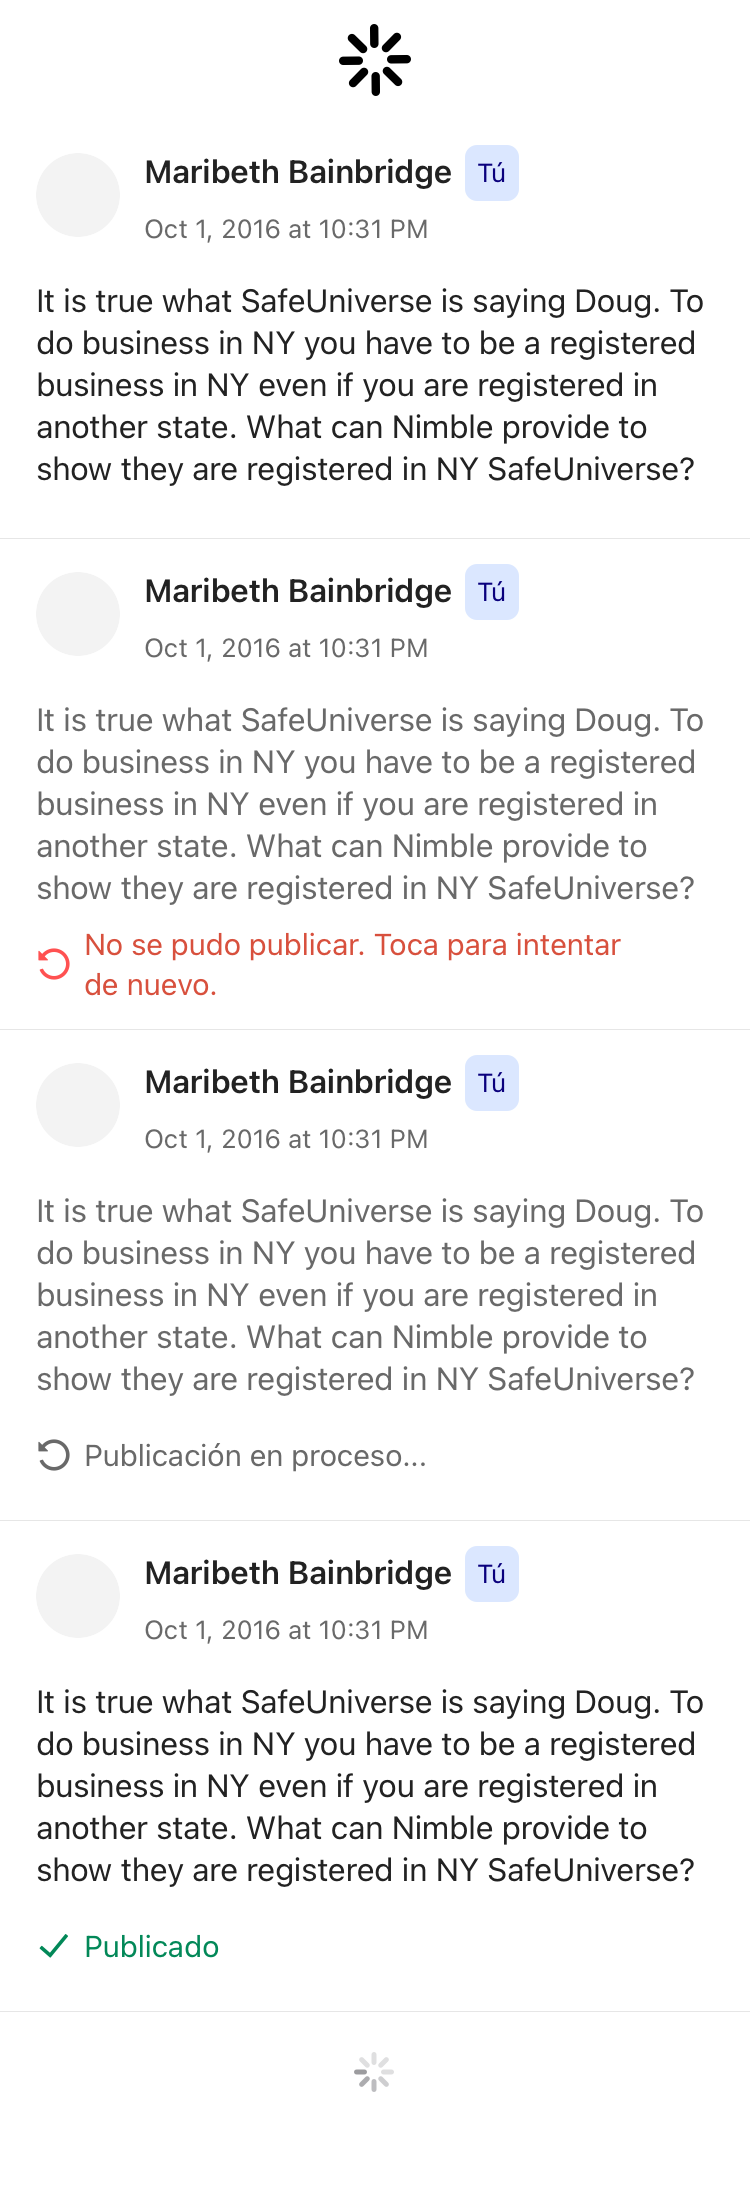 Maribeth Bainbridge Tú
Oct 1, 2016 at 10:31 PM
It is true what SafeUniverse is saying Doug. To
do business in NY you have to be a registered
business in NY even if you are registered in
another state. What can Nimble provide to
show they are registered in NY SafeUniverse?
Maribeth Bainbridge Tú
Oct 1, 2016 at 10:31 PM
It is true what SafeUniverse is saying Doug. To
do business in NY you have to be a registered
business in NY even if you are registered in
another state. What can Nimble provide to
show they are registered in NY SafeUniverse?
No se pudo publicar. Toca para intentar
de nuevo.
Maribeth Bainbridge Tú
Oct 1, 2016 at 10:31 PM
It is true what SafeUniverse is saying Doug. To
do business in NY you have to be a registered
business in NY even if you are registered in
another state. What can Nimble provide to
show they are registered in NY SafeUniverse?
Publicación en proceso...
Maribeth Bainbridge Tú
Oct 1, 2016 at 10:31 PM
It is true what SafeUniverse is saying Doug. To
do business in NY you have to be a registered
business in NY even if you are registered in
another state. What can Nimble provide to
show they are registered in NY SafeUniverse?
Publicado